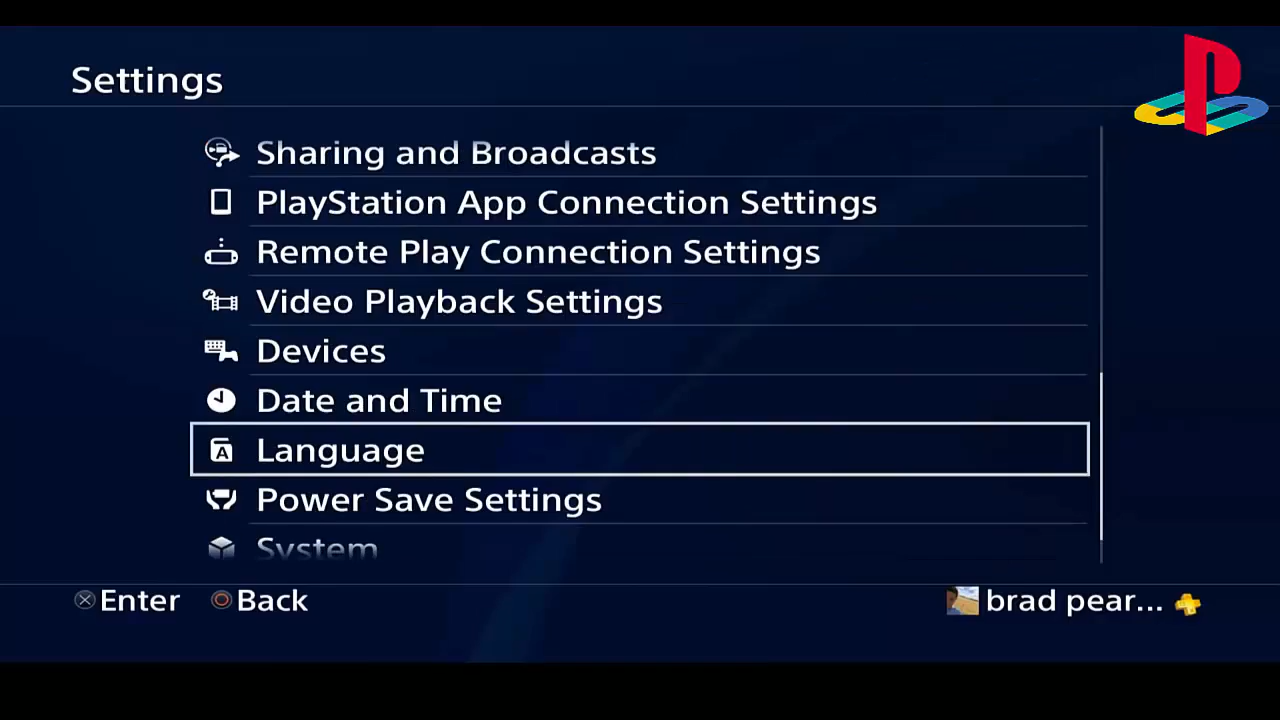 Settings
Sharing and Broadcasts
PlayStation App Connection Settings
Remote Play Connection Settings
Video Playback Settings
Devices
Date and Time
Language
Power Save Settings
System
Enter Back brad pear...